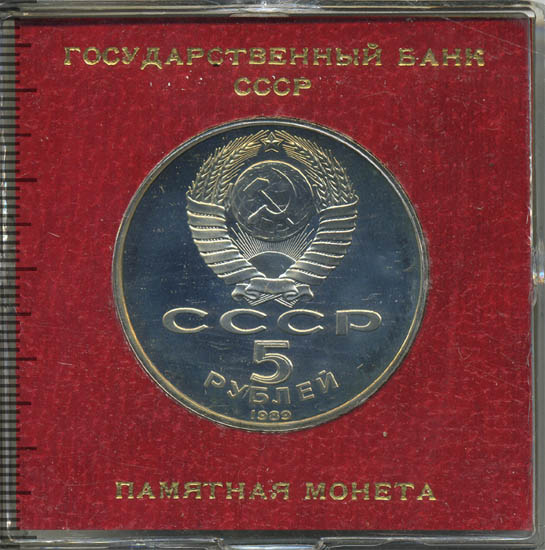 ГОСУДАРСТВЕННЫЙ БАНК
СССР
СССР
5
РУБЛЕЙ
1989
ПАМЯТНАЯ МОНЕТА